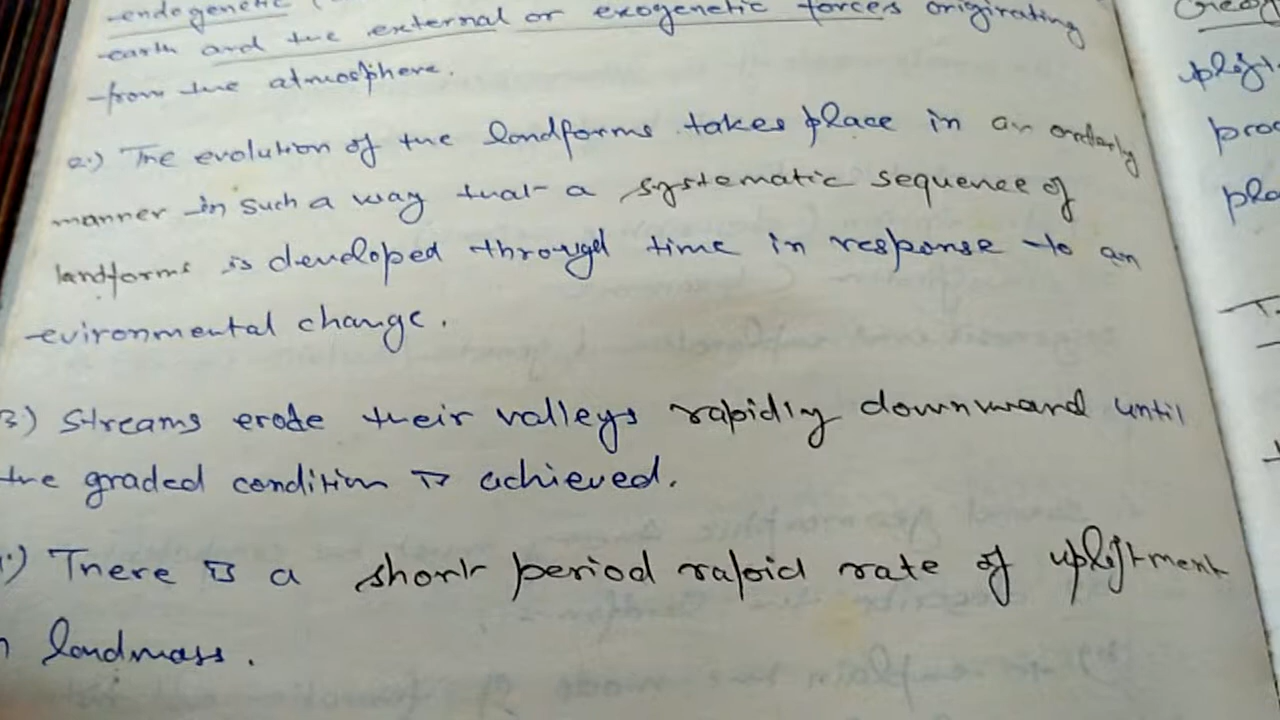 endogenetic
earth and the external or exogenetic forces originating
from the atmosphere.
2.) The evolution of the landforms takes place in an orderly
manner in such a way that a systematic sequence of
landforms is developed through time in response to an
evironmental change.
3) Streams erode their valleys rapidly downward until
the graded condition is achieved.
There is a short period rapid rate of upliftment
landmass.